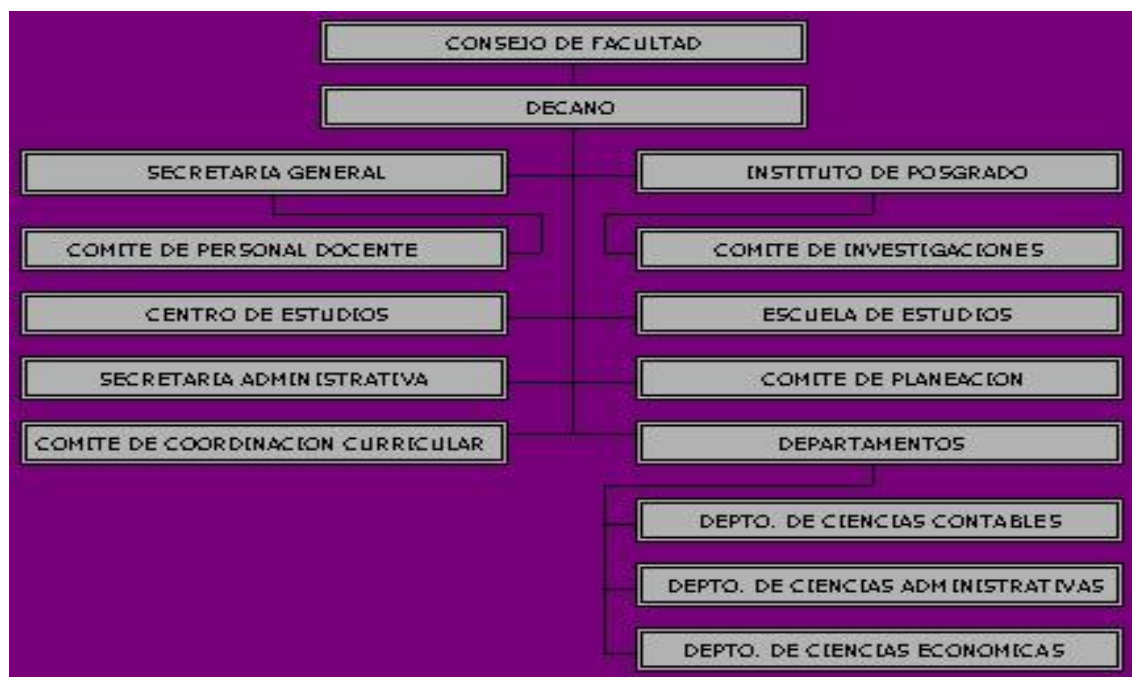 CONSEJO DE FACULTAD
DECANO
SECRETARIA GENERAL
INSTITUTO DE POSGRADO
COMITE DE PERSONAL DOCENTE
COMITE DE INVESTIGACIONES
CENTRO DE ESTUDIOS
ESCUELA DE ESTUDIOS
SECRETARIA ADMINISTRATIVA
COMITE DE PLANEACION
COMITE DE COORDINACION CURRICULAR
DEPARTAMENTOS
DEPTO. DE CIENCIAS CONTABLES
DEPTO. DE CIENCIAS ADMINISTRATIVAS
DEPTO. DE CIENCIAS ECONOMICAS